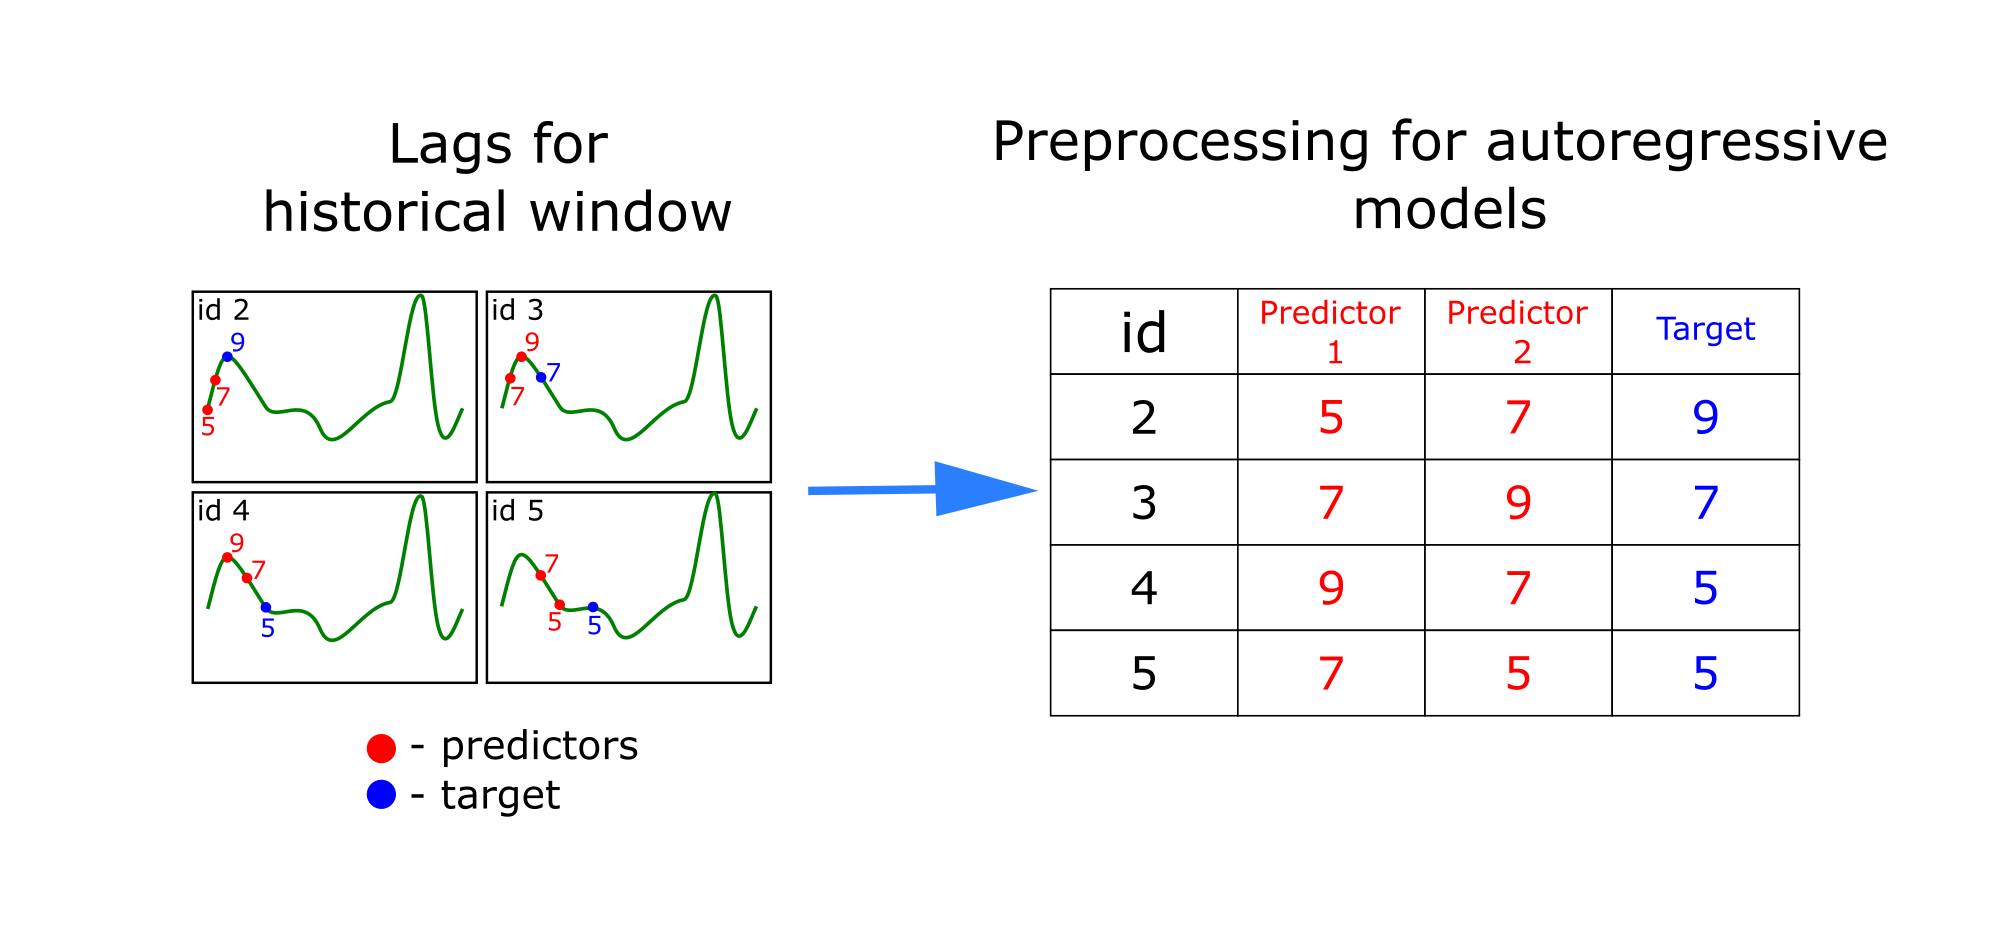 Lags for
historical window
Preprocessing for autoregressive
models
id 2
9
7
5
id 3
9
7
7
id 4
9
7
5
id 5
7
5
5
- predictors
- target
id Predictor 1 Predictor 2 Target
2 5 7 9
3 7 9 7
4 9 7 5
5 7 5 5